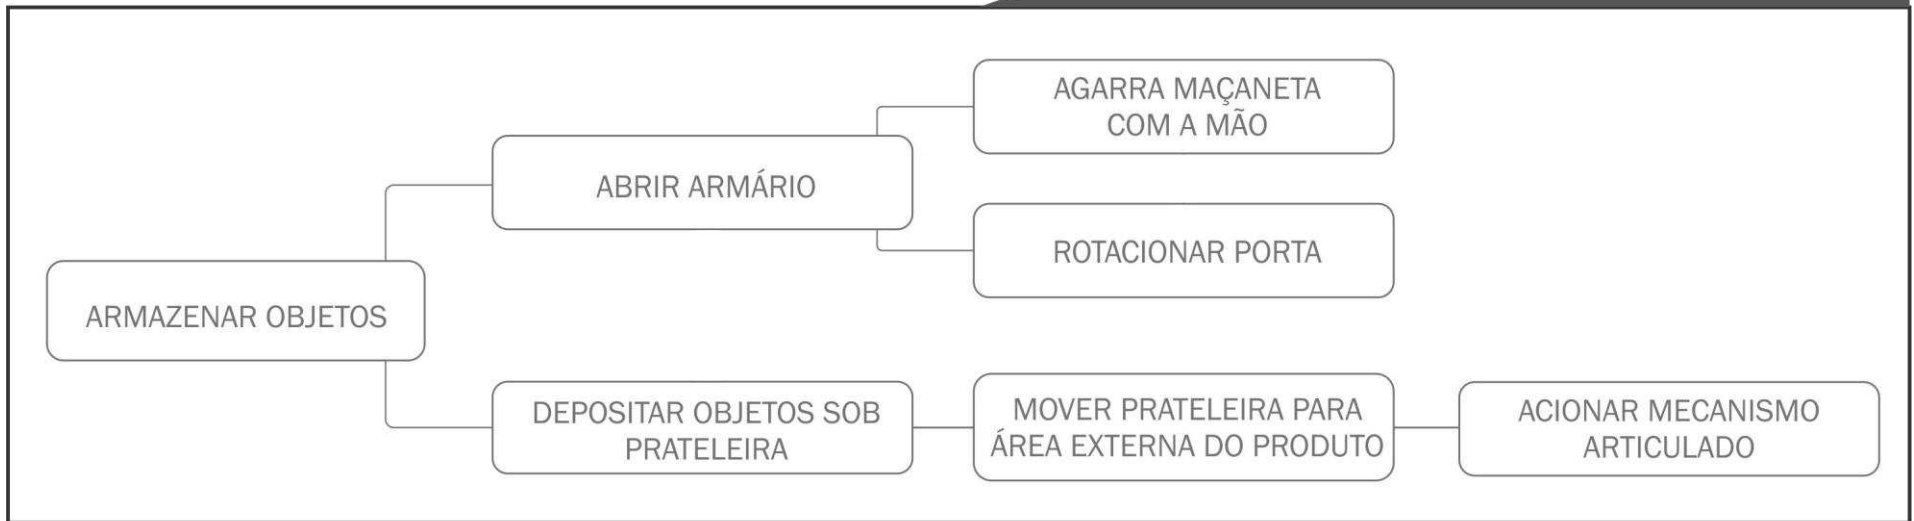 AGARRA MAÇANETA
COM A MÃO
ABRIR ARMÁRIO
ROTACIONAR PORTA
ARMAZENAR OBJETOS
DEPOSITAR OBJETOS SOB
PRATELEIRA
MOVER PRATELEIRA PARA
ÁREA EXTERNA DO PRODUTO
ACIONAR MECANISMO
ARTICULADO